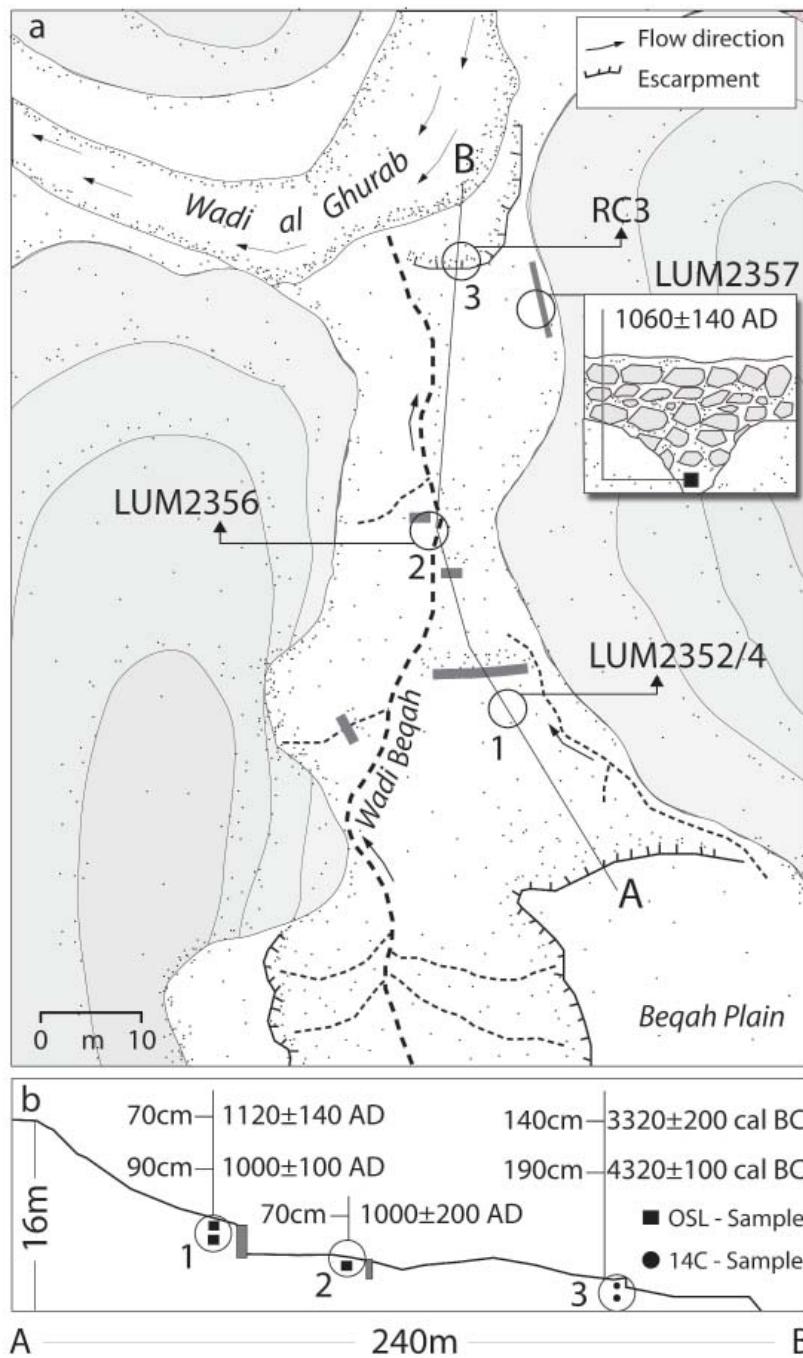 a
Flow direction
Escarpment
B
Wadi al Ghurab
RC3
3
LUM2357
1060±140 AD
LUM2356
2
LUM2352/4
1
Wadi Beqah
A
0 m 10
Beqah Plain
b
70cm 1120±140 AD
140cm 3320±200 cal BC
90cm 1000±100 AD
190cm 4320±100 cal BC
16m
70cm 1000±200 AD
OSL - Sample
1
2
14C - Sample
3
A 240m B